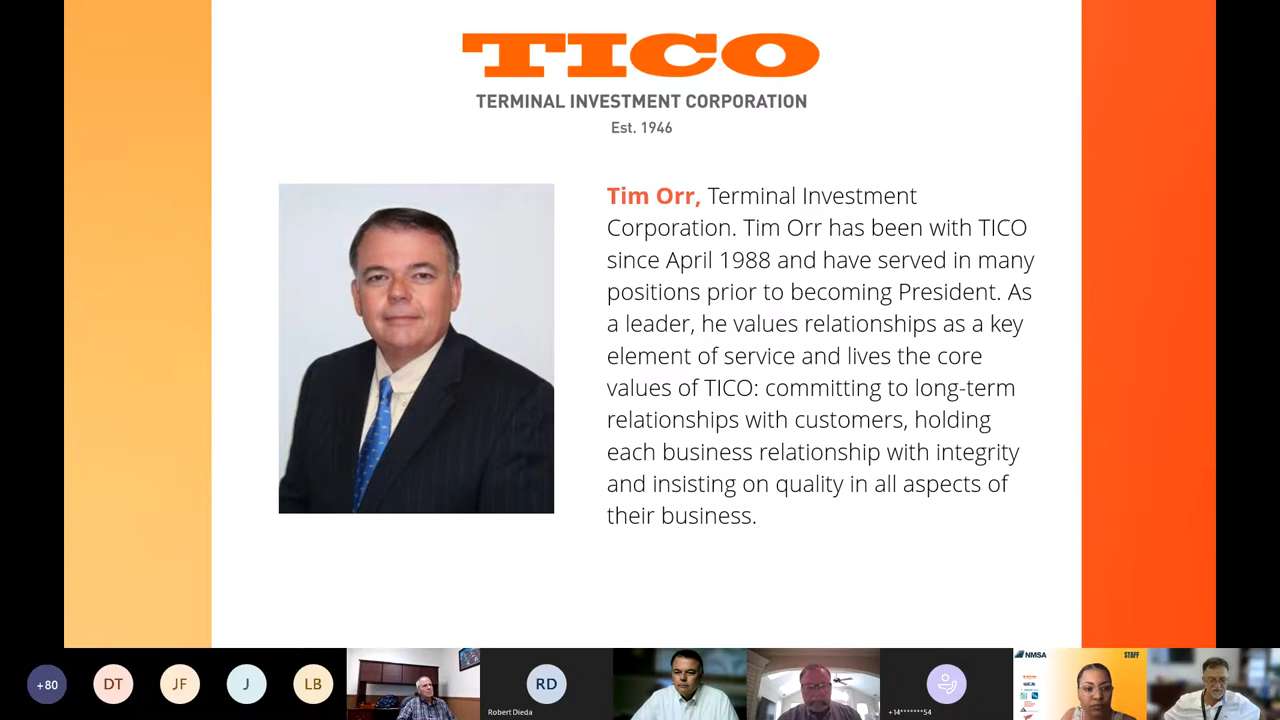 TICO
TERMINAL INVESTMENT CORPORATION
Est. 1946
Tim Orr, Terminal Investment
Corporation. Tim Orr has been with TICO
since April 1988 and have served in many
positions prior to becoming President. As
a leader, he values relationships as a key
element of service and lives the core
values of TICO: committing to long-term
relationships with customers, holding
each business relationship with integrity
and insisting on quality in all aspects of
their business.
+80
DT
JF
J
LB
RD
Robert Dieda
+14*******54
NMSA
STAFF
TICO